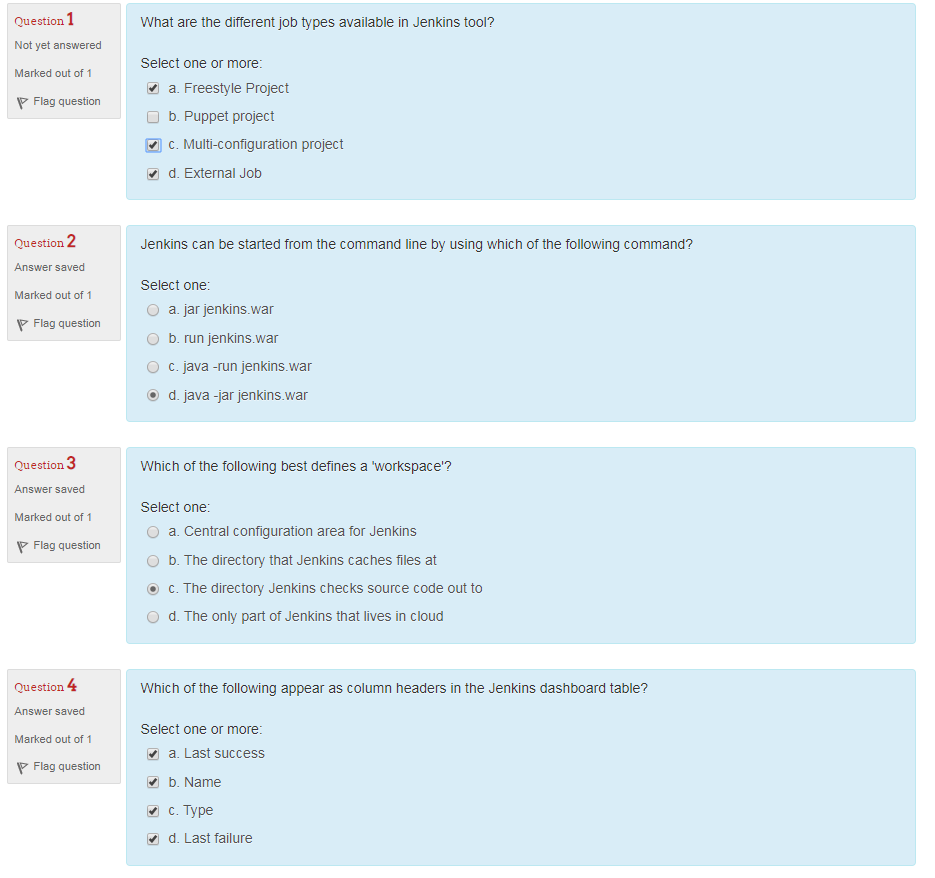 Question 1
Not yet answered
Marked out of 1
Flag question
What are the different job types available in Jenkins tool?
Select one or more:
a. Freestyle Project
b. Puppet project
c. Multi-configuration project
d. External Job
Question 2
Answer saved
Marked out of 1
Flag question
Jenkins can be started from the command line by using which of the following command?
Select one:
a. jar jenkins.war
b. run jenkins.war
c. java -run jenkins.war
d. java -jar jenkins.war
Question 3
Answer saved
Marked out of 1
Flag question
Which of the following best defines a 'workspace'?
Select one:
a. Central configuration area for Jenkins
b. The directory that Jenkins caches files at
c. The directory Jenkins checks source code out to
d. The only part of Jenkins that lives in cloud
Question 4
Answer saved
Marked out of 1
Flag question
Which of the following appear as column headers in the Jenkins dashboard table?
Select one or more:
a. Last success
b. Name
c. Type
d. Last failure